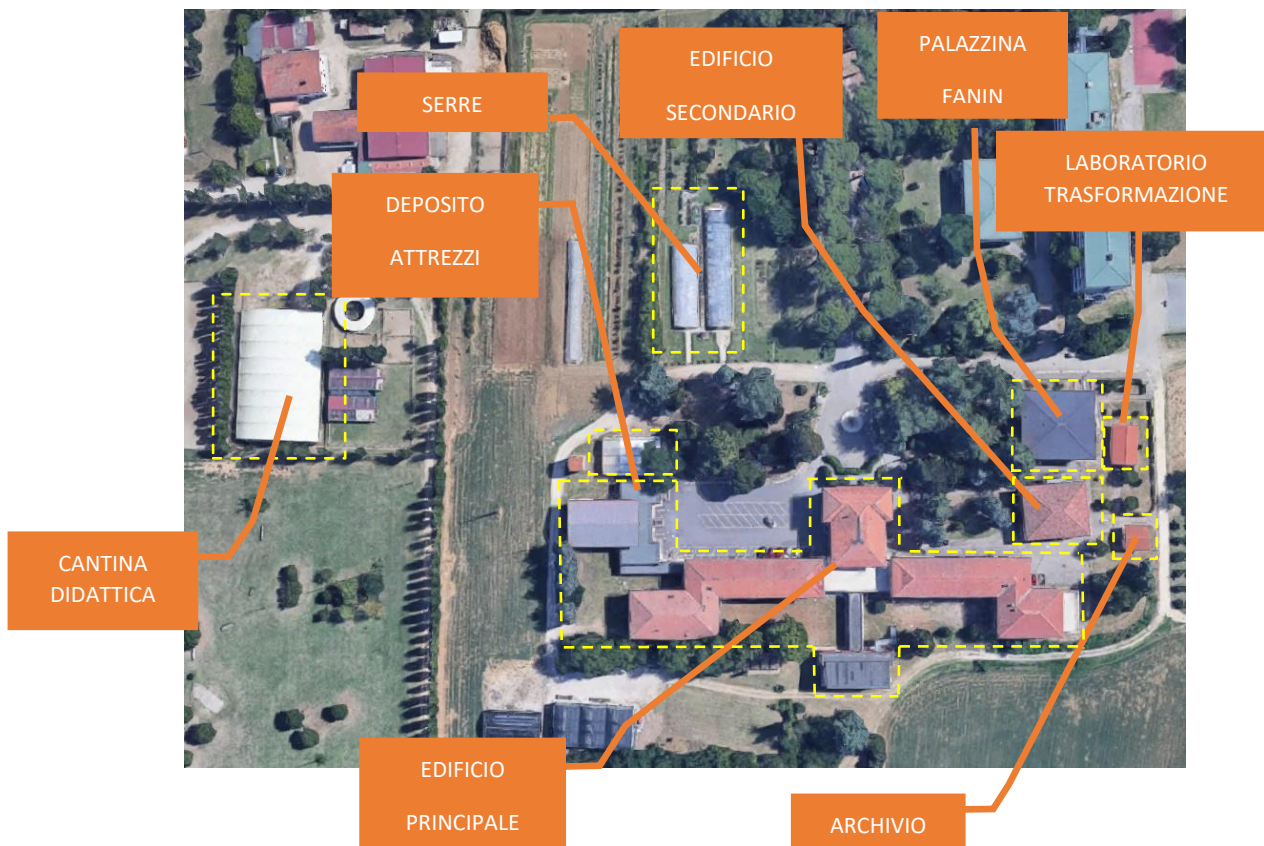 PALAZZINA
FANIN
EDIFICIO
SECONDARIO
SERRE
LABORATORIO
TRASFORMAZIONE
DEPOSITO
ATTREZZI
CANTINA
DIDATTICA
EDIFICIO
PRINCIPALE
ARCHIVIO